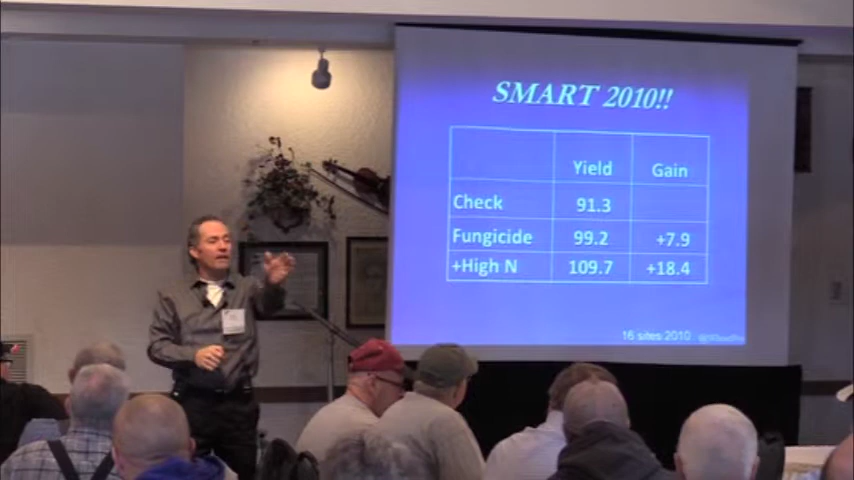 SMART 2010!!
Yield Gain
Check 91.3
Fungicide 99.2 +7.9
+High N 109.7 +18.4
16 sites 2010